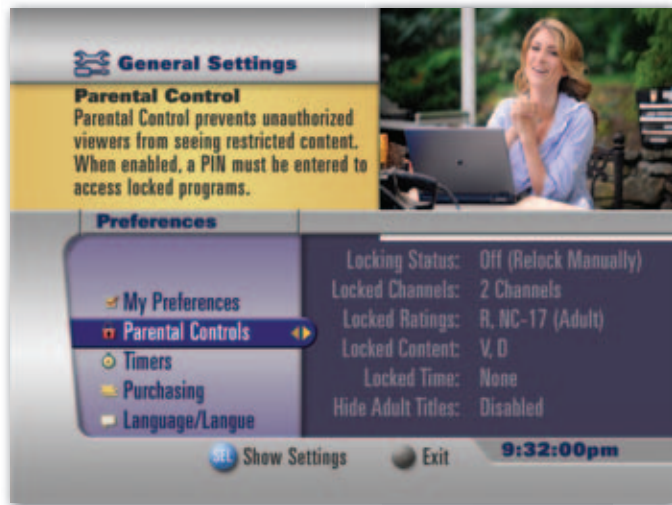 General Settings
Parental Control
Parental Control prevents unauthorized
viewers from seeing restricted content.
When enabled, a PIN must be entered to
access locked programs.
Preferences
My Preferences
Parental Controls
Timers
Purchasing
Language/Langue
Locking Status: Off (Relock Manually)
Locked Channels: 2 Channels
Locked Ratings: R, NC-17 (Adult)
Locked Content: V, D
Locked Time: None
Hide Adult Titles: Disabled
SEL Show Settings
Exit
9:32:00pm